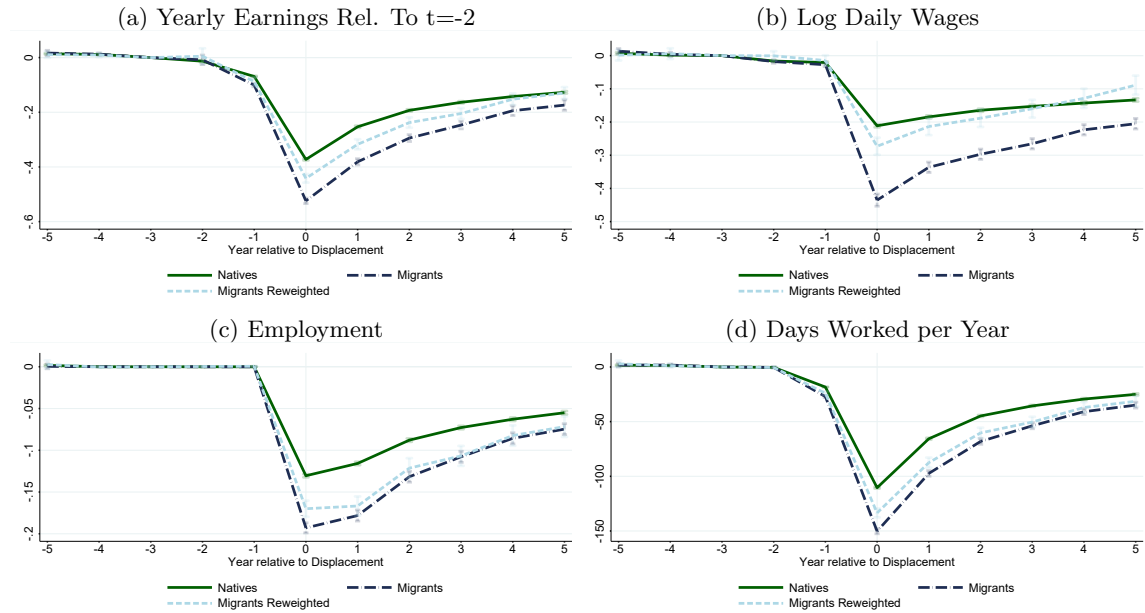 (a) Yearly Earnings Rel. To t=-2
0
-.2
-.4
-.6
-5 -4 -3 -2 -1 0 1 2 3 4 5
Year relative to Displacement
Natives Migrants
Migrants Reweighted
(b) Log Daily Wages
0
-.1
-.2
-.3
-.4
-.5
-5 -4 -3 -2 -1 0 1 2 3 4 5
Year relative to Displacement
Natives Migrants
Migrants Reweighted
(c) Employment
0
-.05
-.1
-.15
-.2
-5 -4 -3 -2 -1 0 1 2 3 4 5
Year relative to Displacement
Natives Migrants
Migrants Reweighted
(d) Days Worked per Year
0
-50
-100
-150
-5 -4 -3 -2 -1 0 1 2 3 4 5
Year relative to Displacement
Natives Migrants
Migrants Reweighted